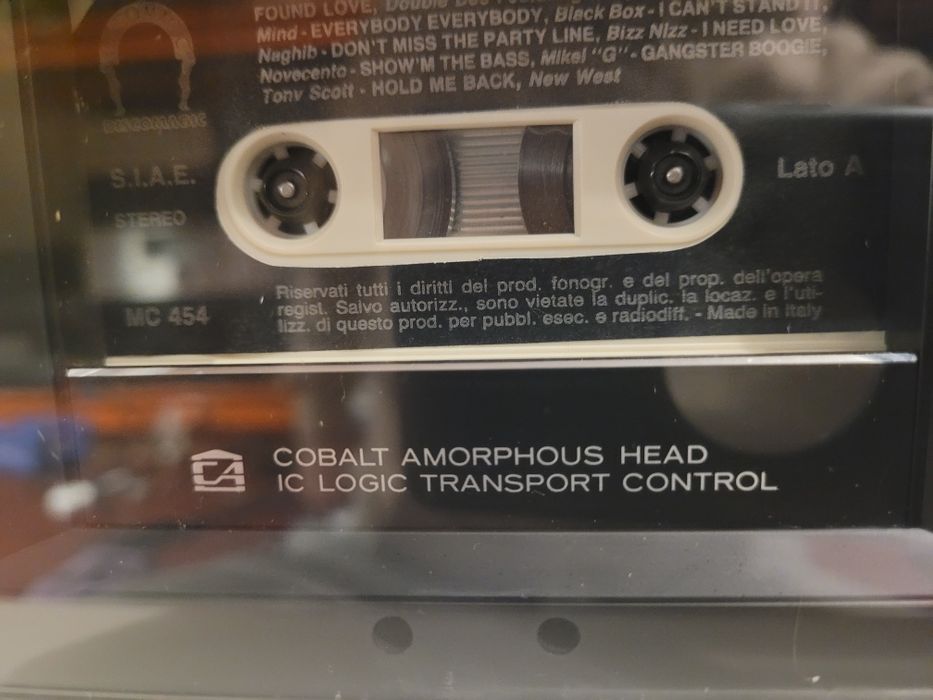 FOUND LOVE, Double Dee
Mind - EVERYBODY EVERYBODY, Black Box - I CAN'T STAND IT,
Naghib - DON'T MISS THE PARTY LINE, Bizz Nizz - I NEED LOVE,
Novecento - SHOW'M THE BASS, Mikel "G" - GANGSTER BOOGIE,
Tony Scott - HOLD ME BACK, New West
DISCOMAGIC
S.I.A.E.
Lato A
STEREO
Riservati tutti i diritti del prod. fonogr. e del prop. dell'opera
regist. Salvo autorizz., sono vietate la duplic. la locaz. e l'uti-
lizz. di questo prod. per pubbl. esec. e radiodiff. - Made in Italy
MC 454
CA
COBALT AMORPHOUS HEAD
IC LOGIC TRANSPORT CONTROL